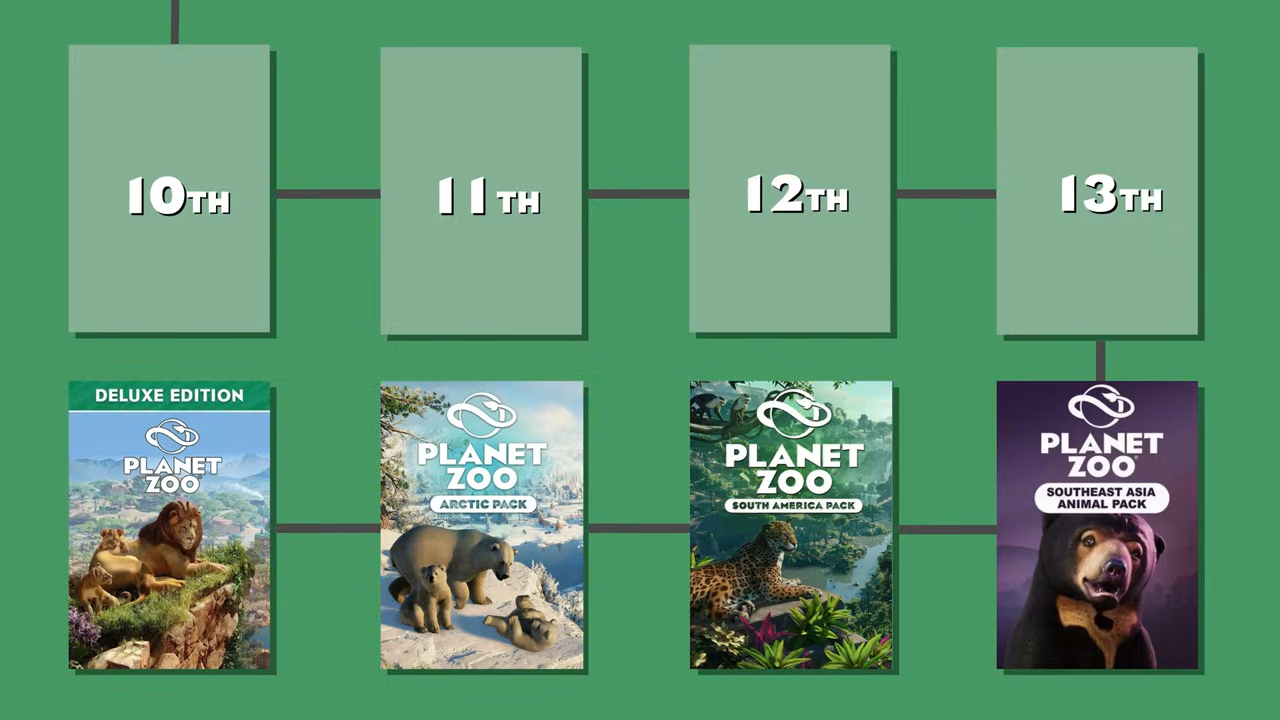 10TH
11TH
12TH
13TH
DELUXE EDITION
PLANET
ZOO
PLANET
ZOO
ARCTIC PACK
PLANET
ZOO
SOUTH AMERICA PACK
PLANET
ZOO
SOUTHEAST ASIA
ANIMAL PACK